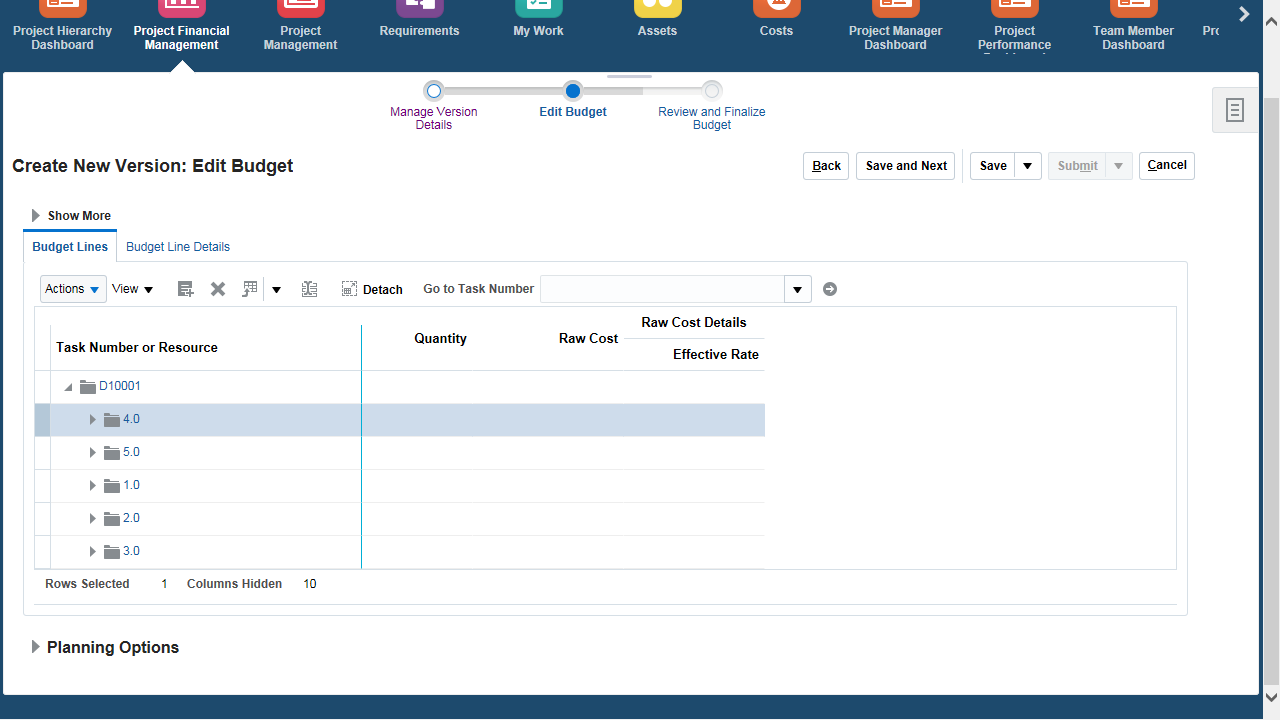 Project Hierarchy
Dashboard
Project Financial
Management
Project
Management
Requirements
My Work
Assets
Costs
Project Manager
Dashboard
Project
Performance
Team Member
Dashboard
Manage Version
Details
Edit Budget
Review and Finalize
Budget
Create New Version: Edit Budget
Back
Save and Next
Save
Submit
Cancel
Show More
Budget Lines
Budget Line Details
Actions
View
Detach
Go to Task Number
Task Number or Resource
Quantity
Raw Cost
Raw Cost Details
Effective Rate
D10001
4.0
5.0
1.0
2.0
3.0
Rows Selected 1 Columns Hidden 10
Planning Options